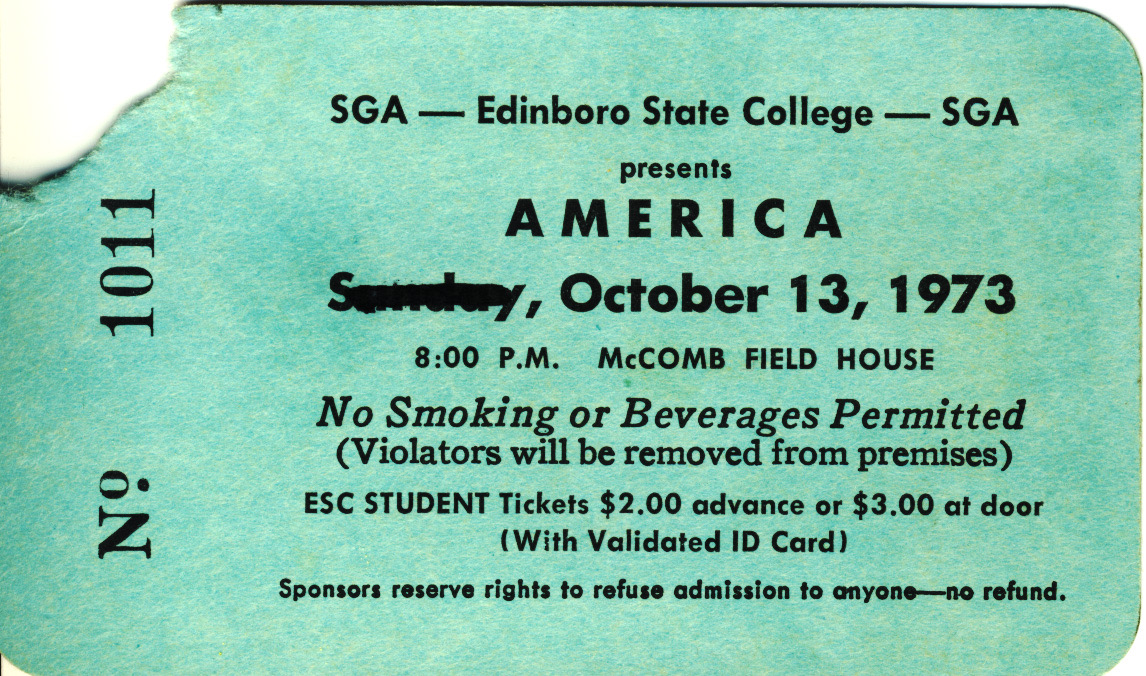 SGA — Edinboro State College — SGA
presents
AMERICA
Sunday, October 13, 1973
8:00 P.M. McCOMB FIELD HOUSE
No Smoking or Beverages Permitted
(Violators will be removed from premises)
ESC STUDENT Tickets $2.00 advance or $3.00 at door
(With Validated ID Card)
Sponsors reserve rights to refuse admission to anyone—no refund.
Nº 1011